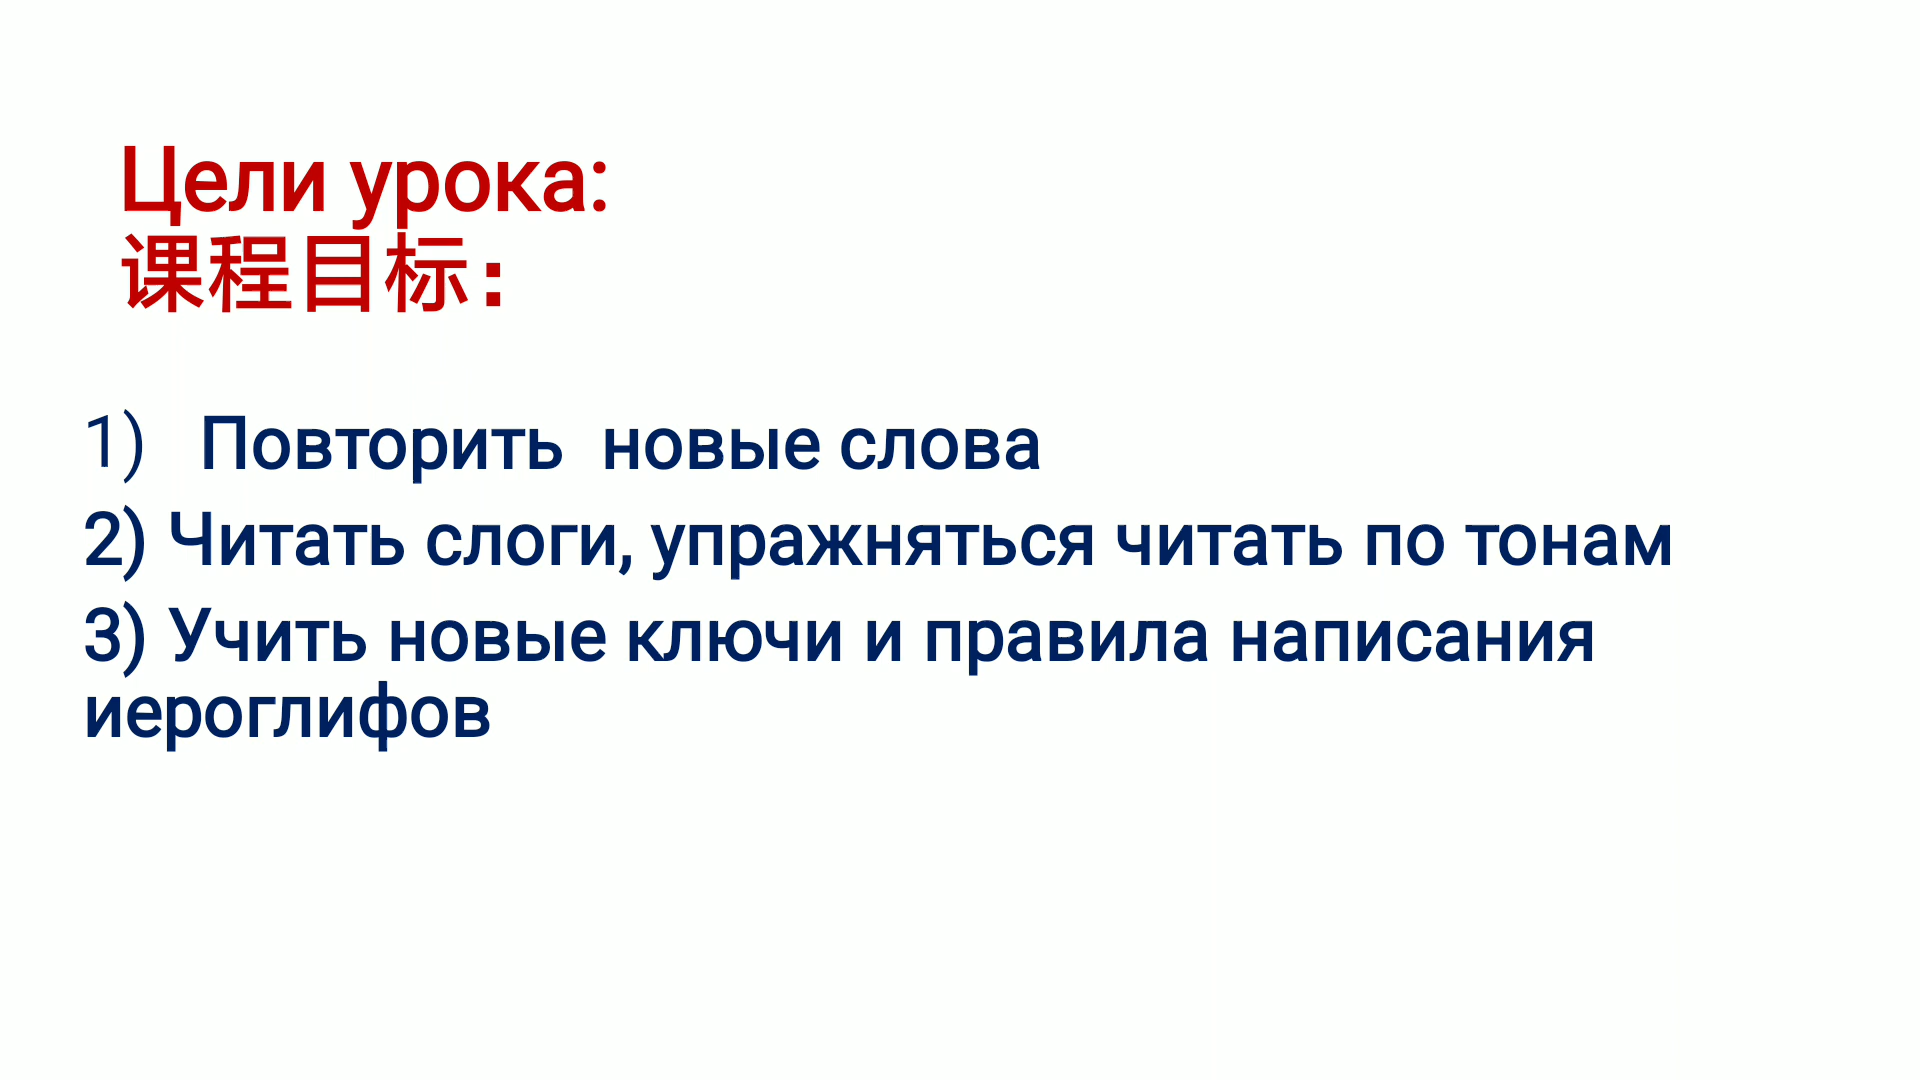 Цели урока:
课程目标：
1) Повторить новые слова
2) Читать слоги, упражняться читать по тонам
3) Учить новые ключи и правила написания
иероглифов